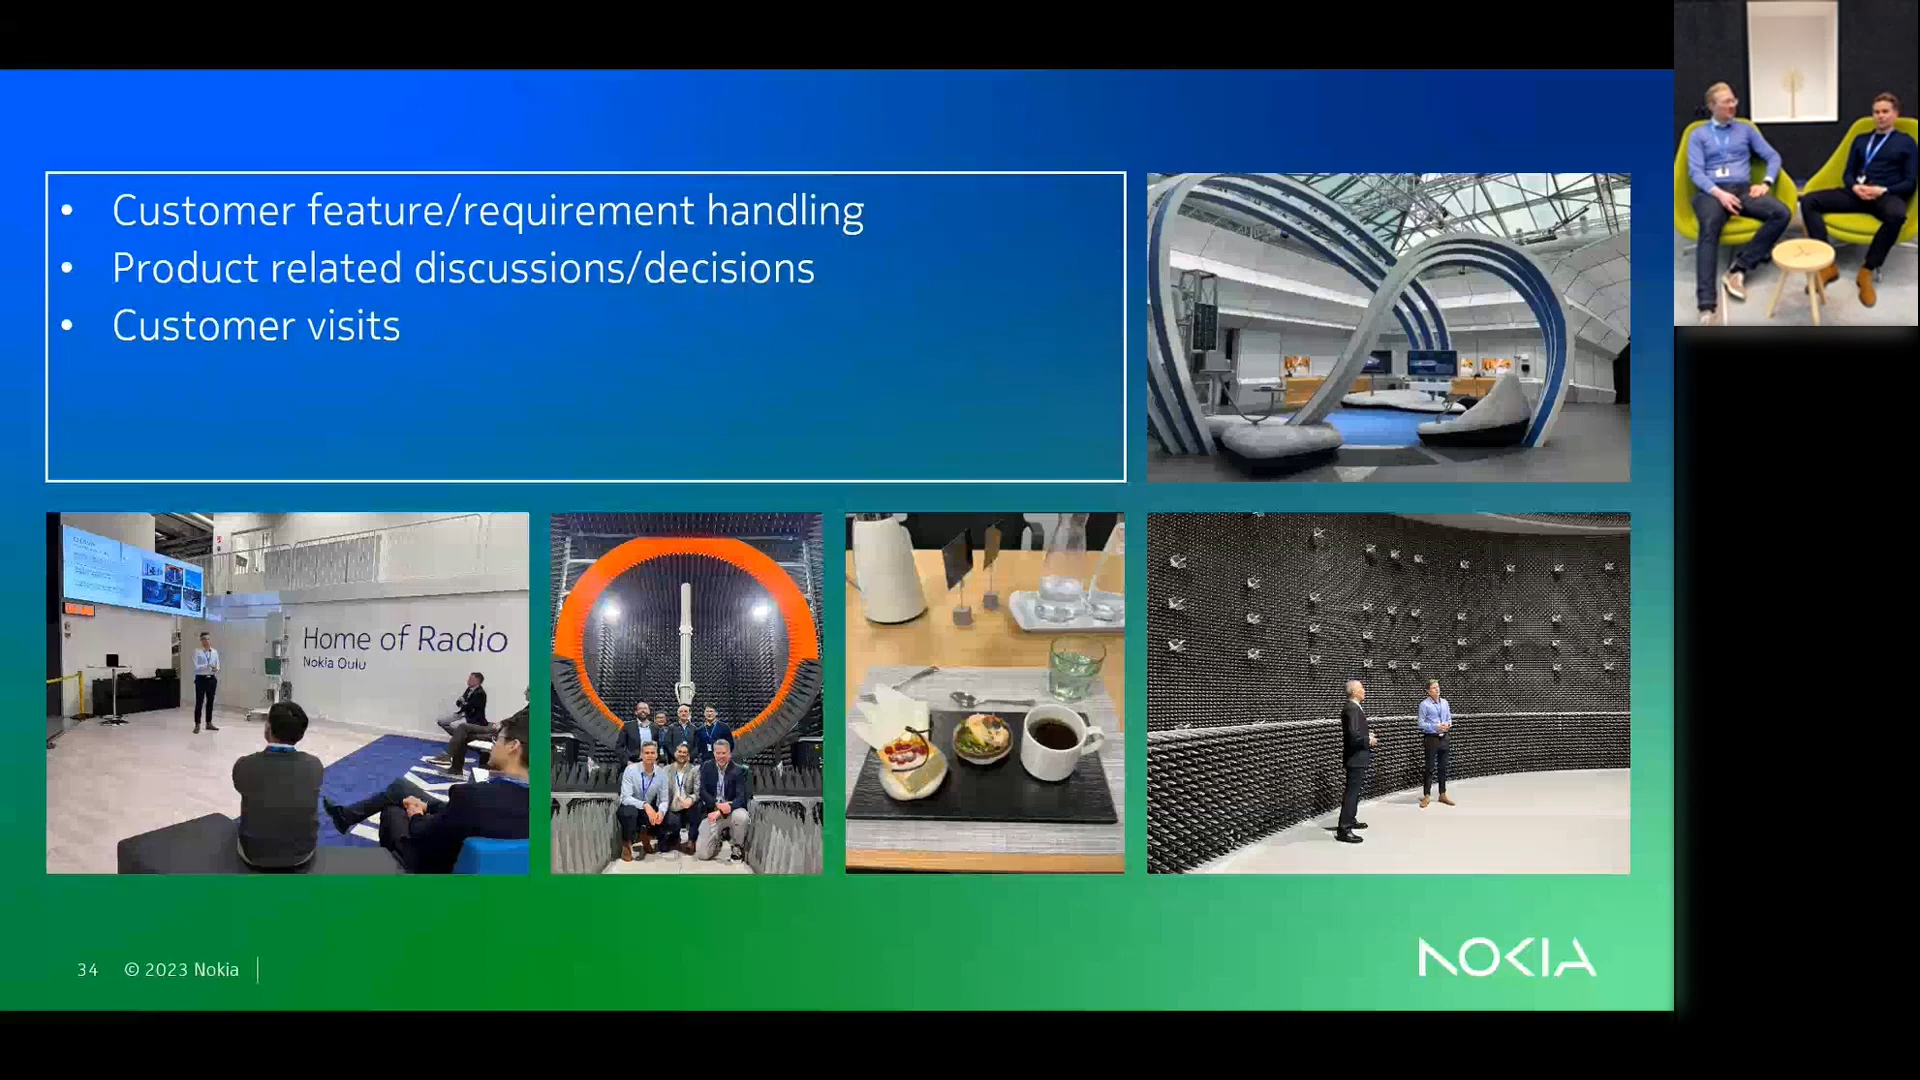 • Customer feature/requirement handling
• Product related discussions/decisions
• Customer visits
Home of Radio
Nokia Oulu
34 © 2023 Nokia
NOKIA